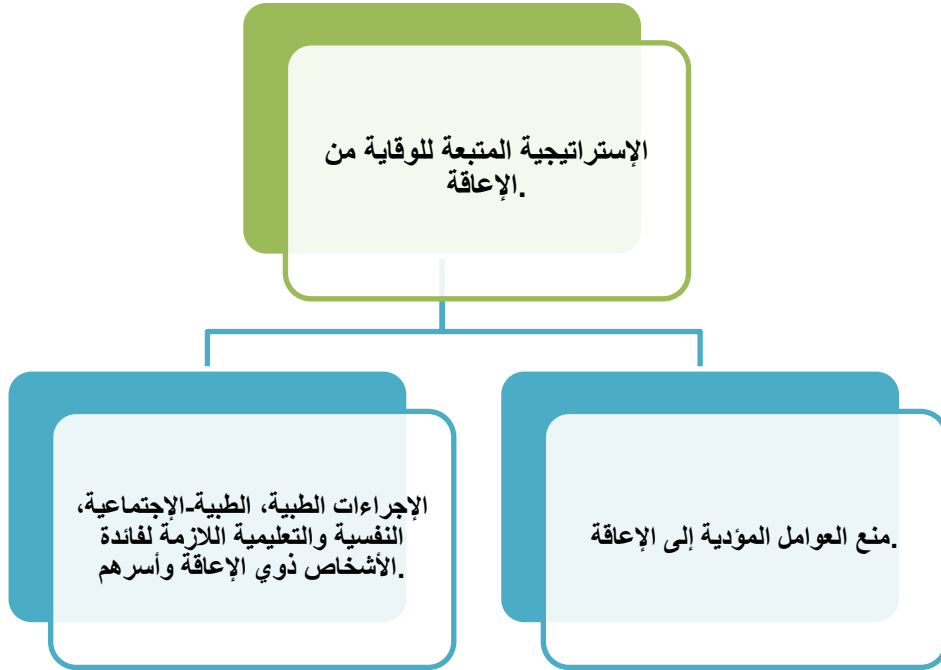 الإستراتيجية المتبعة للوقاية من
الإعاقة.
منع العوامل المؤدية إلى الإعاقة.
الإجراءات الطبية، الطبية-الإجتماعية،
النفسية والتعليمية اللازمة لفائدة
الأشخاص ذوي الإعاقة وأسرهم.